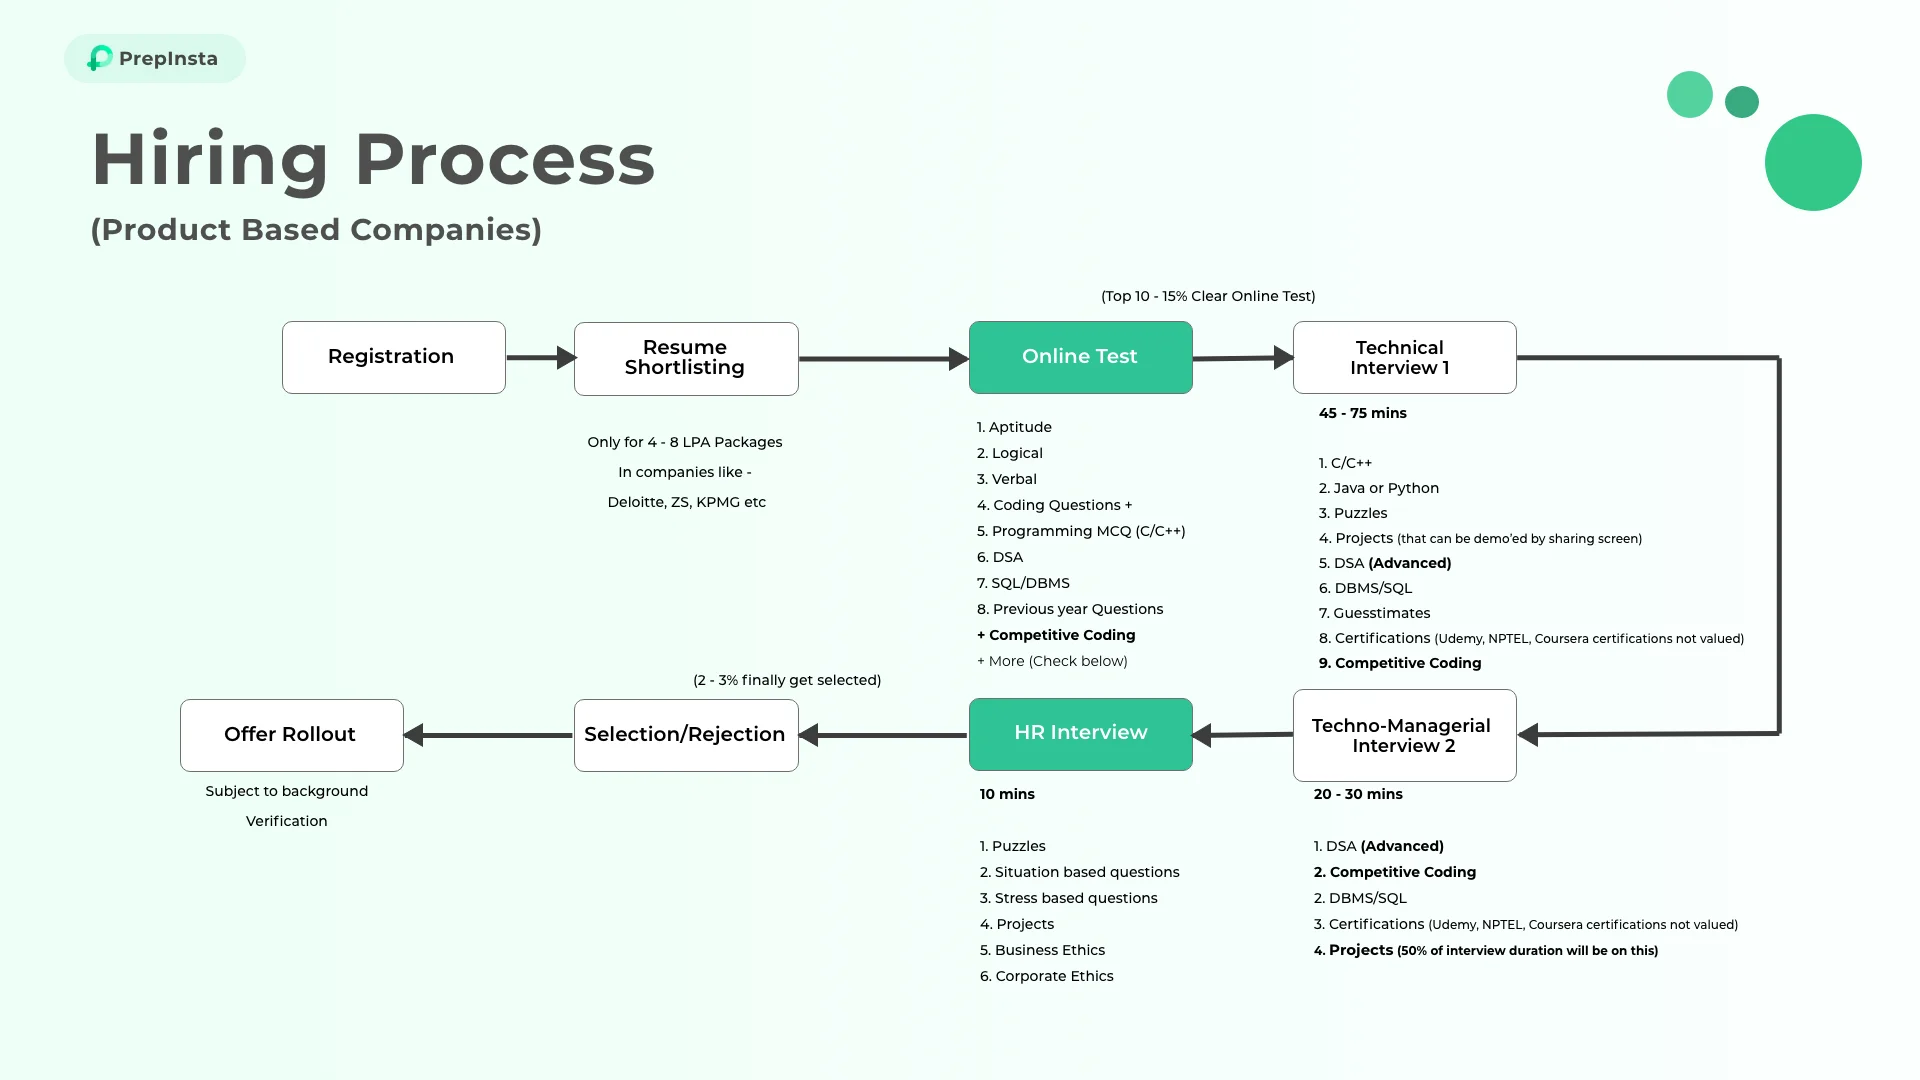 PrepInsta
Hiring Process
(Product Based Companies)
(Top 10 - 15% Clear Online Test)
Registration
Resume
Shortlisting
Online Test
Technical
Interview 1
Only for 4 - 8 LPA Packages
In companies like -
Deloitte, ZS, KPMG etc
1. Aptitude
2. Logical
3. Verbal
4. Coding Questions +
5. Programming MCQ (C/C++)
6. DSA
7. SQL/DBMS
8. Previous year Questions
+ Competitive Coding
+ More (Check below)
45 - 75 mins
1. C/C++
2. Java or Python
3. Puzzles
4. Projects (that can be demo'ed by sharing screen)
5. DSA (Advanced)
6. DBMS/SQL
7. Guesstimates
8. Certifications (Udemy, NPTEL, Coursera certifications not valued)
9. Competitive Coding
Techno-Managerial
Interview 2
20 - 30 mins
1. DSA (Advanced)
2. Competitive Coding
2. DBMS/SQL
3. Certifications (Udemy, NPTEL, Coursera certifications not valued)
4. Projects (50% of interview duration will be on this)
HR Interview
10 mins
1. Puzzles
2. Situation based questions
3. Stress based questions
4. Projects
5. Business Ethics
6. Corporate Ethics
(2 - 3% finally get selected)
Selection/Rejection
Offer Rollout
Subject to background
Verification